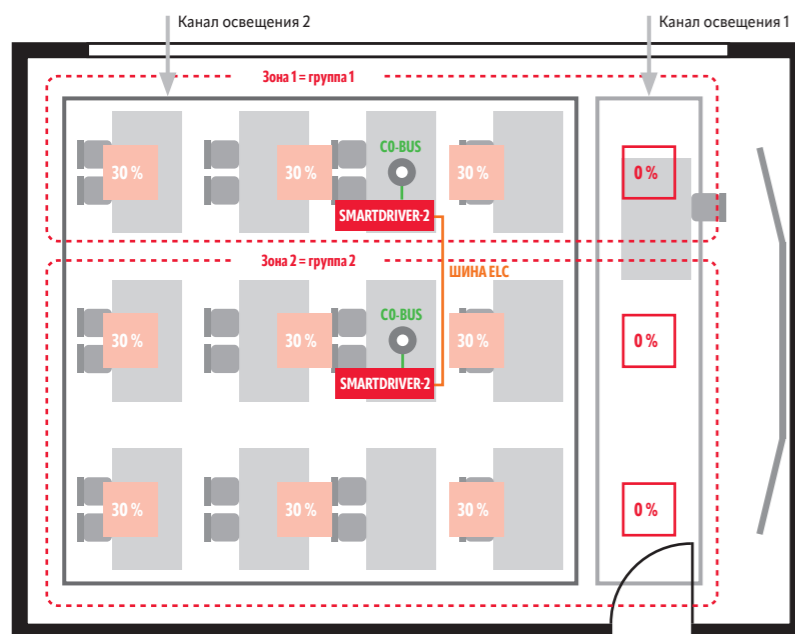 Канал освещения 2
Канал освещения 1
Зона 1 = группа 1
C0-BUS
30 %
30 %
30 %
0 %
SMARTDRIVER-2
Зона 2 = группа 2
ШИНА ELC
C0-BUS
30 %
30 %
30 %
0 %
SMARTDRIVER-2
30 %
30 %
30 %
0 %